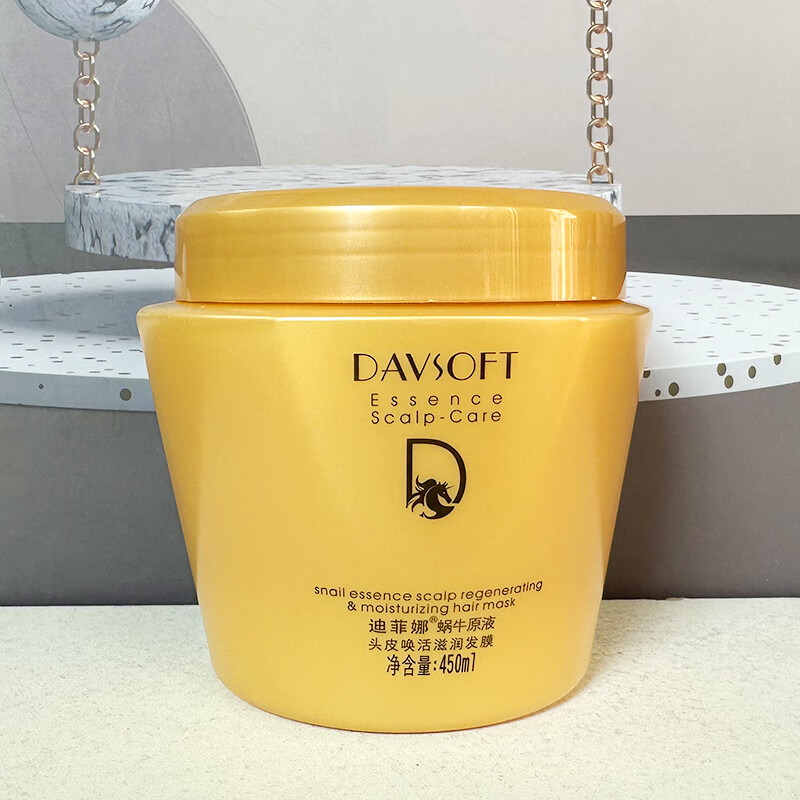 DAVSOFT
Essence
Scalp-Care
D
snail essence scalp regenerating
& moisturizing hair mask
迪菲娜®蜗牛原液
头皮唤活滋润发膜
净含量:450ml